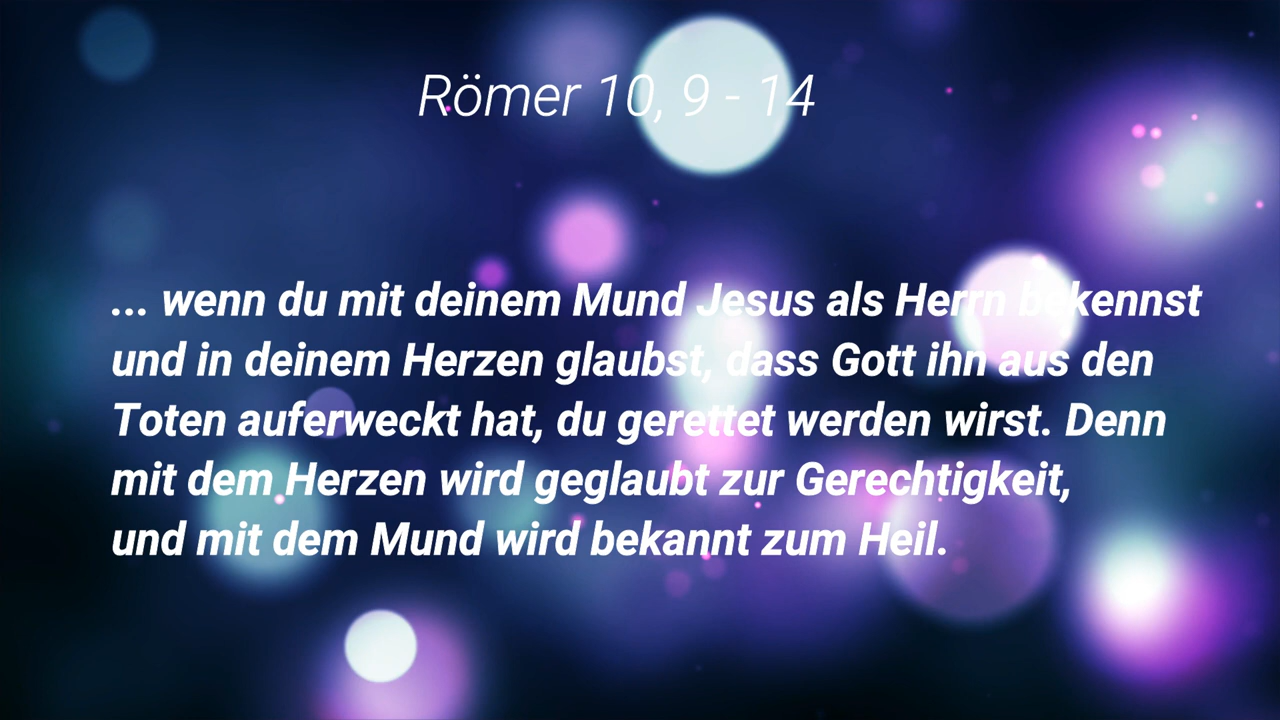 Römer 10, 9 - 14
... wenn du mit deinem Mund Jesus als Herrn bekennst
und in deinem Herzen glaubst, dass Gott ihn aus den
Toten auferweckt hat, du gerettet werden wirst. Denn
mit dem Herzen wird geglaubt zur Gerechtigkeit,
und mit dem Mund wird bekannt zum Heil.